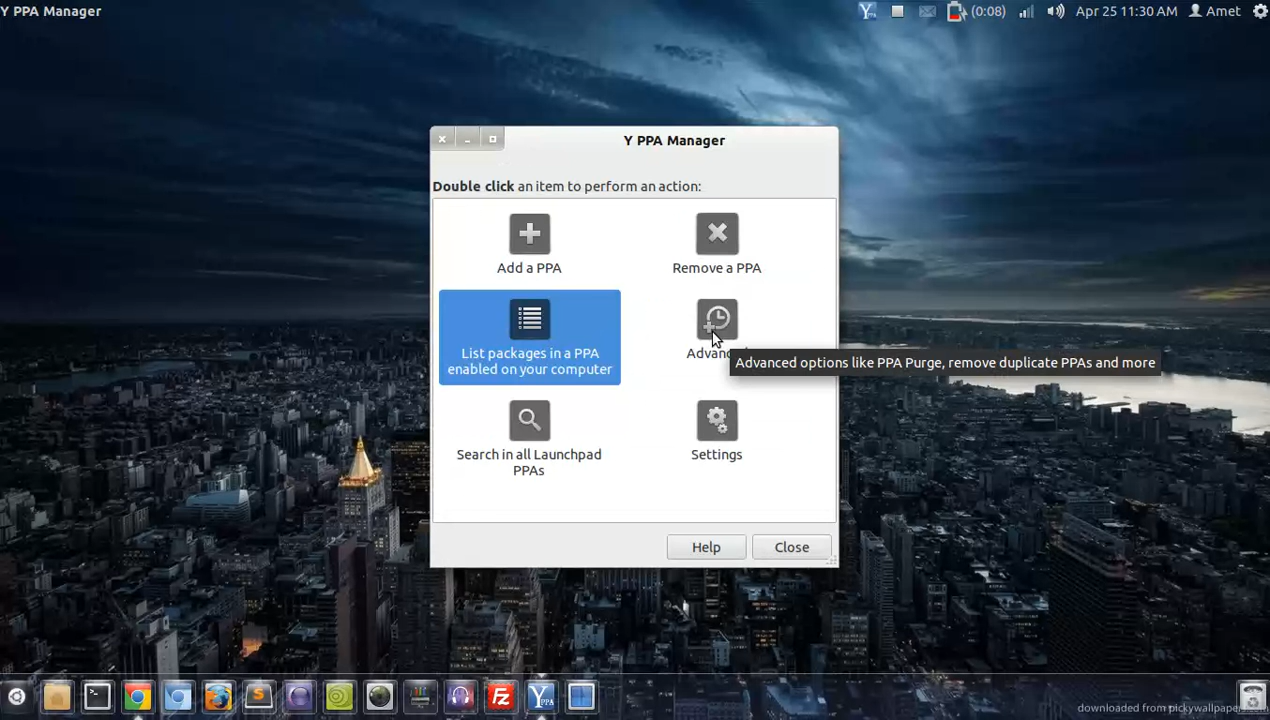 Y PPA Manager
(0:08) Apr 25 11:30 AM Amet
Y PPA Manager
Double click an item to perform an action:
Add a PPA
Remove a PPA
List packages in a PPA
enabled on your computer
Advanc
Advanced options like PPA Purge, remove duplicate PPAs and more
Search in all Launchpad
PPAs
Settings
Help
Close
downloaded from pickywallpapers.com